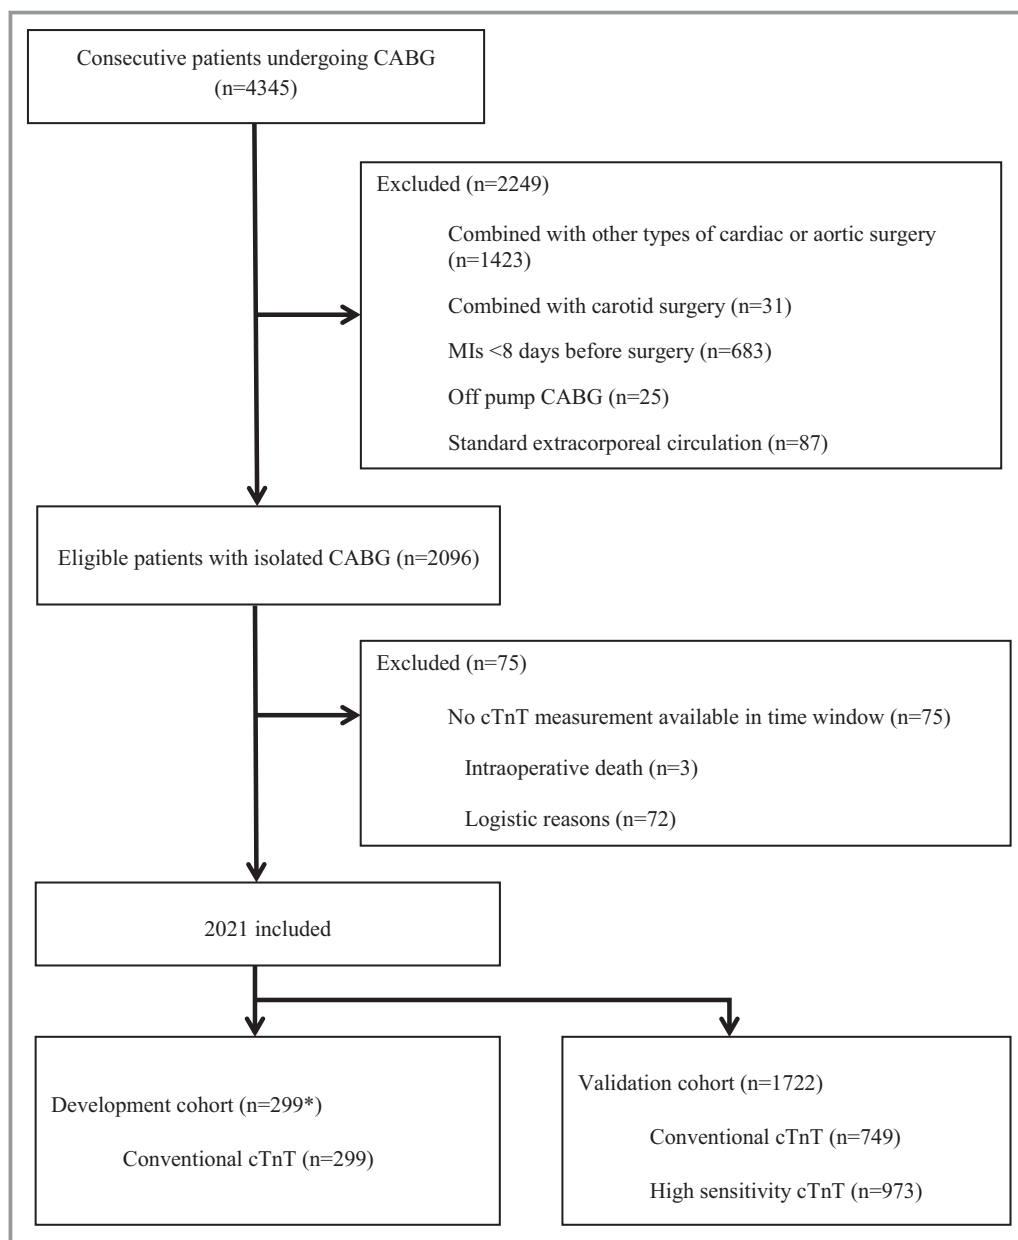 Consecutive patients undergoing CABG
(n=4345)
Excluded (n=2249)
Combined with other types of cardiac or aortic surgery
(n=1423)
Combined with carotid surgery (n=31)
MIs <8 days before surgery (n=683)
Off pump CABG (n=25)
Standard extracorporeal circulation (n=87)
Eligible patients with isolated CABG (n=2096)
Excluded (n=75)
No cTnT measurement available in time window (n=75)
Intraoperative death (n=3)
Logistic reasons (n=72)
2021 included
Development cohort (n=299*)
Conventional cTnT (n=299)
Validation cohort (n=1722)
Conventional cTnT (n=749)
High sensitivity cTnT (n=973)